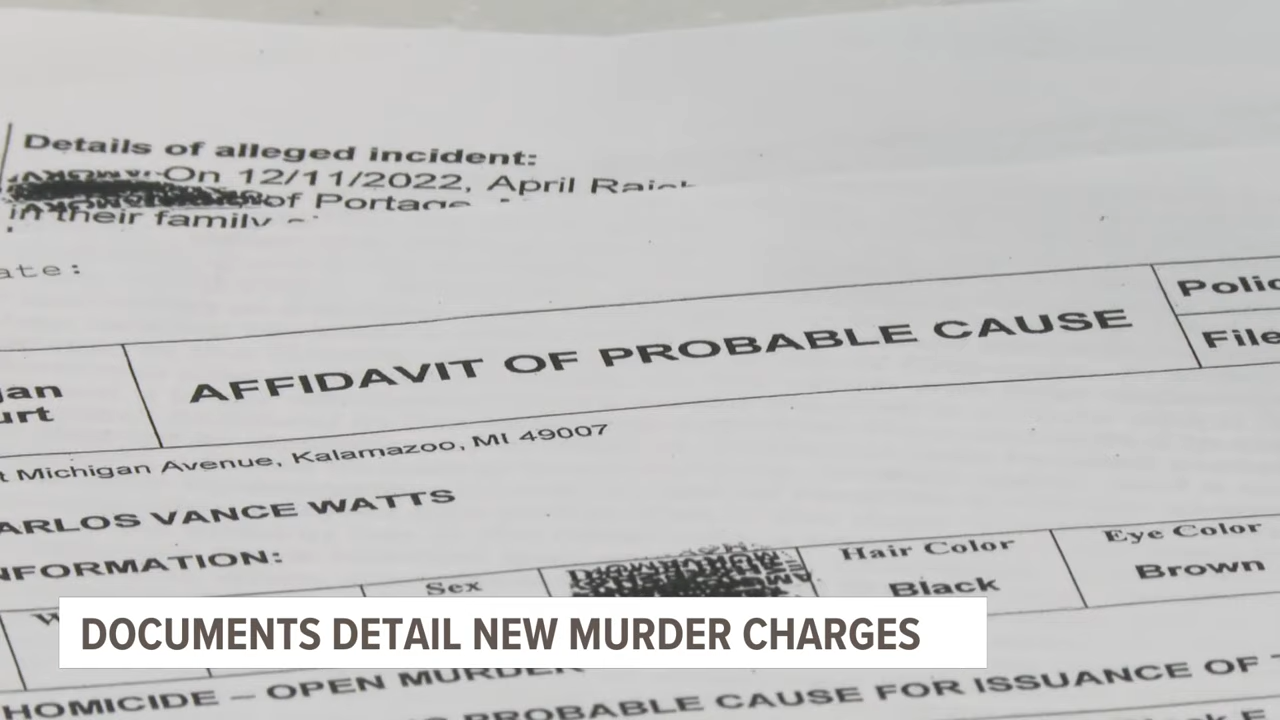 Details of alleged incident:
On 12/11/2022, April
of Portage
in their family
ate:
AFFIDAVIT OF PROBABLE CAUSE
Polic
File
an
urt
t Michigan Avenue, Kalamazoo, MI 49007
ARLOS VANCE WATTS
NFORMATION:
Sex
Hair Color
Eye Color
Black
Brown
DOCUMENTS DETAIL NEW MURDER CHARGES
HOMICIDE – OPEN MURDER
PROBABLE CAUSE FOR ISSUANCE OF